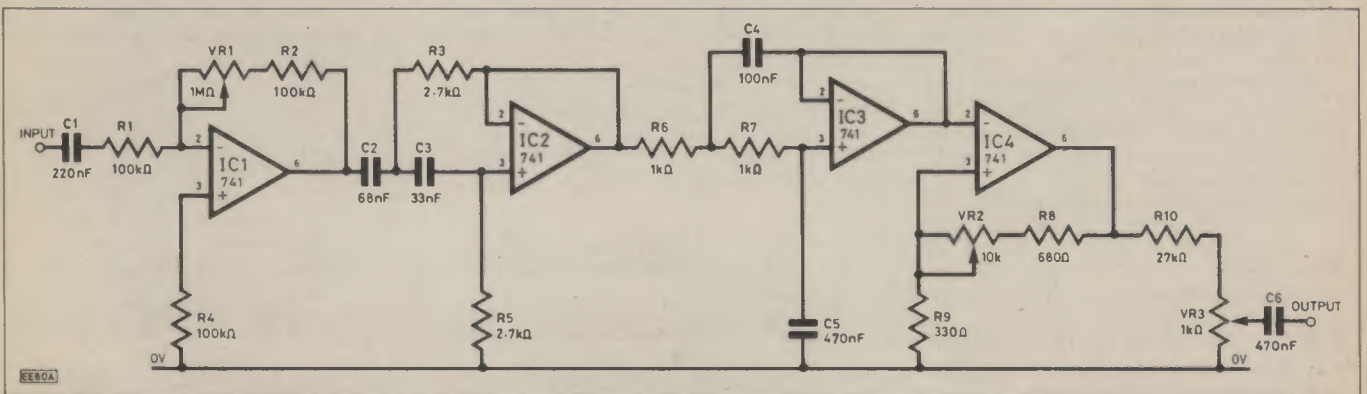 INPUT
C1
220nF
R1
100kΩ
VR1
1MΩ
R2
100kΩ
2
-
IC1
741
3
+
6
R4
100kΩ
C2
68nF
C3
33nF
R3
2.7kΩ
2
-
IC2
741
3
+
6
R5
2.7kΩ
R6
1kΩ
R7
1kΩ
C4
100nF
2
-
IC3
741
3
+
6
C5
470nF
2
-
IC4
741
3
+
6
VR2
10k
R8
680Ω
R9
330Ω
R10
27kΩ
VR3
1kΩ
C6
470nF
OUTPUT
0V
0V
EE80A